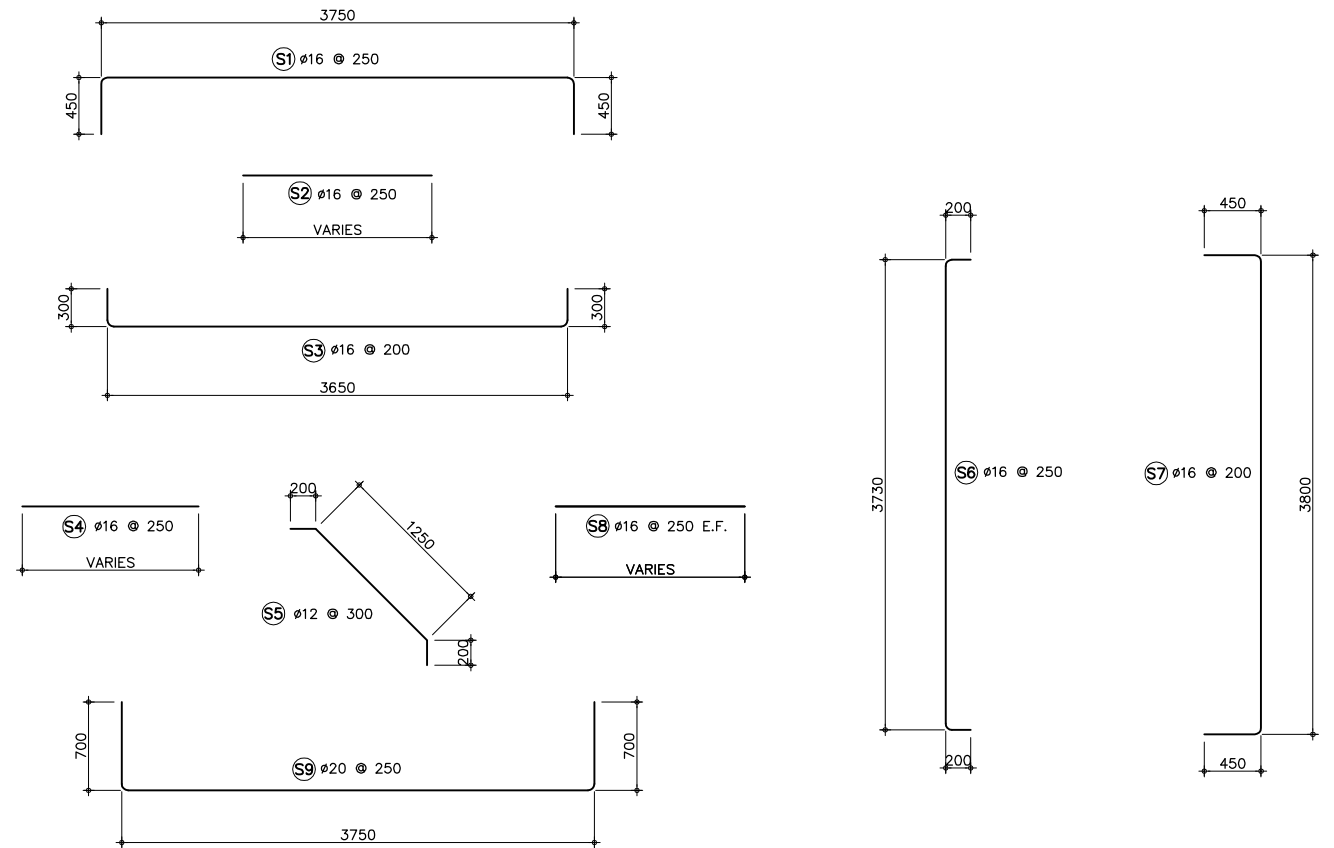 3750
S1 ø16 @ 250
450
450
S2 ø16 @ 250
VARIES
300
300
S3 ø16 @ 200
3650
S4 ø16 @ 250
VARIES
200
1250
S5 ø12 @ 300
200
S8 ø16 @ 250 E.F.
VARIES
700
700
S9 ø20 @ 250
3750
200
3730
S6 ø16 @ 250
200
450
S7 ø16 @ 200
3800
450